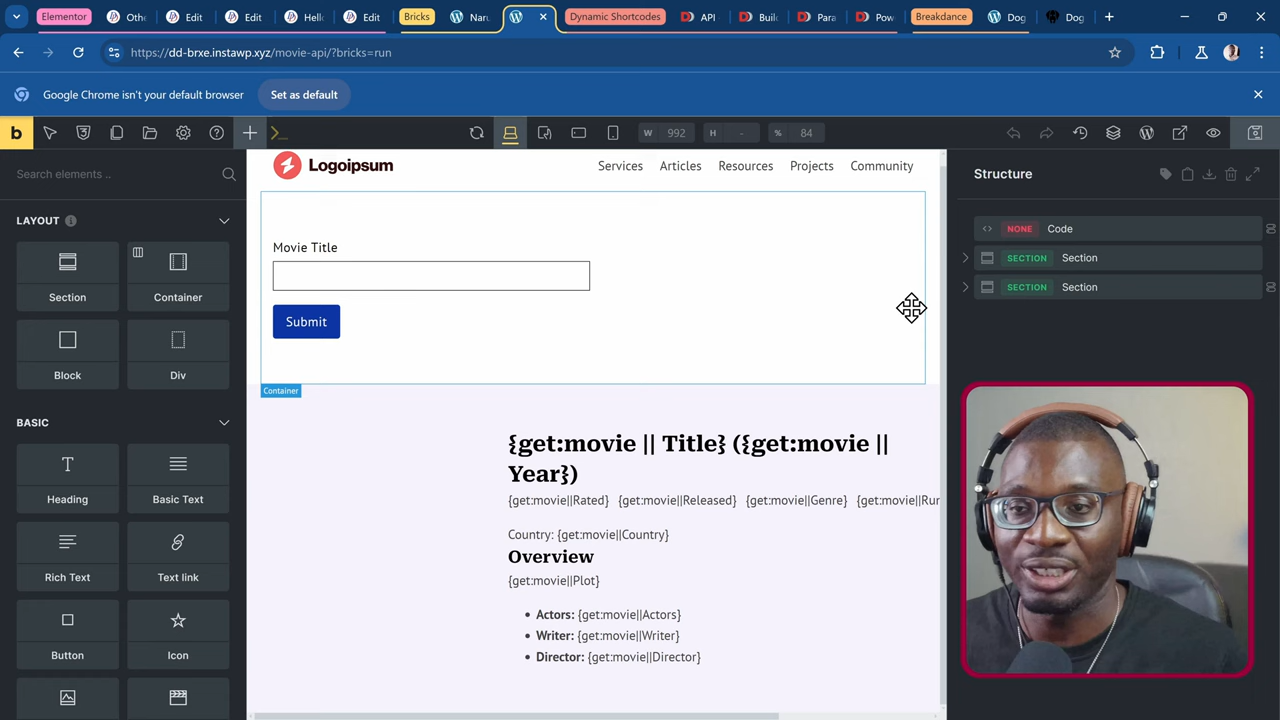 Elementor
Othe
Edit
Edit
Hello
Edit
Bricks
Naru
Dynamic Shortcodes
API
Build
Para
Pow
Breakdance
Dog
Dog
https://dd-brxe.instawp.xyz/movie-api/?bricks=run
Google Chrome isn't your default browser
Set as default
b
W 992 H - % 84
Search elements ..
LAYOUT
Section
Container
Block
Div
BASIC
Heading
Basic Text
Rich Text
Text link
Button
Icon
Logoipsum
Services
Articles
Resources
Projects
Community
Movie Title
Submit
Container
{get:movie || Title} ({get:movie ||
Year})
{get:movie||Rated} {get:movie||Released} {get:movie||Genre} {get:movie||Rur
Country: {get:movie||Country}
Overview
{get:movie||Plot}
• Actors: {get:movie||Actors}
• Writer: {get:movie||Writer}
• Director: {get:movie||Director}
Structure
NONE Code
SECTION Section
SECTION Section